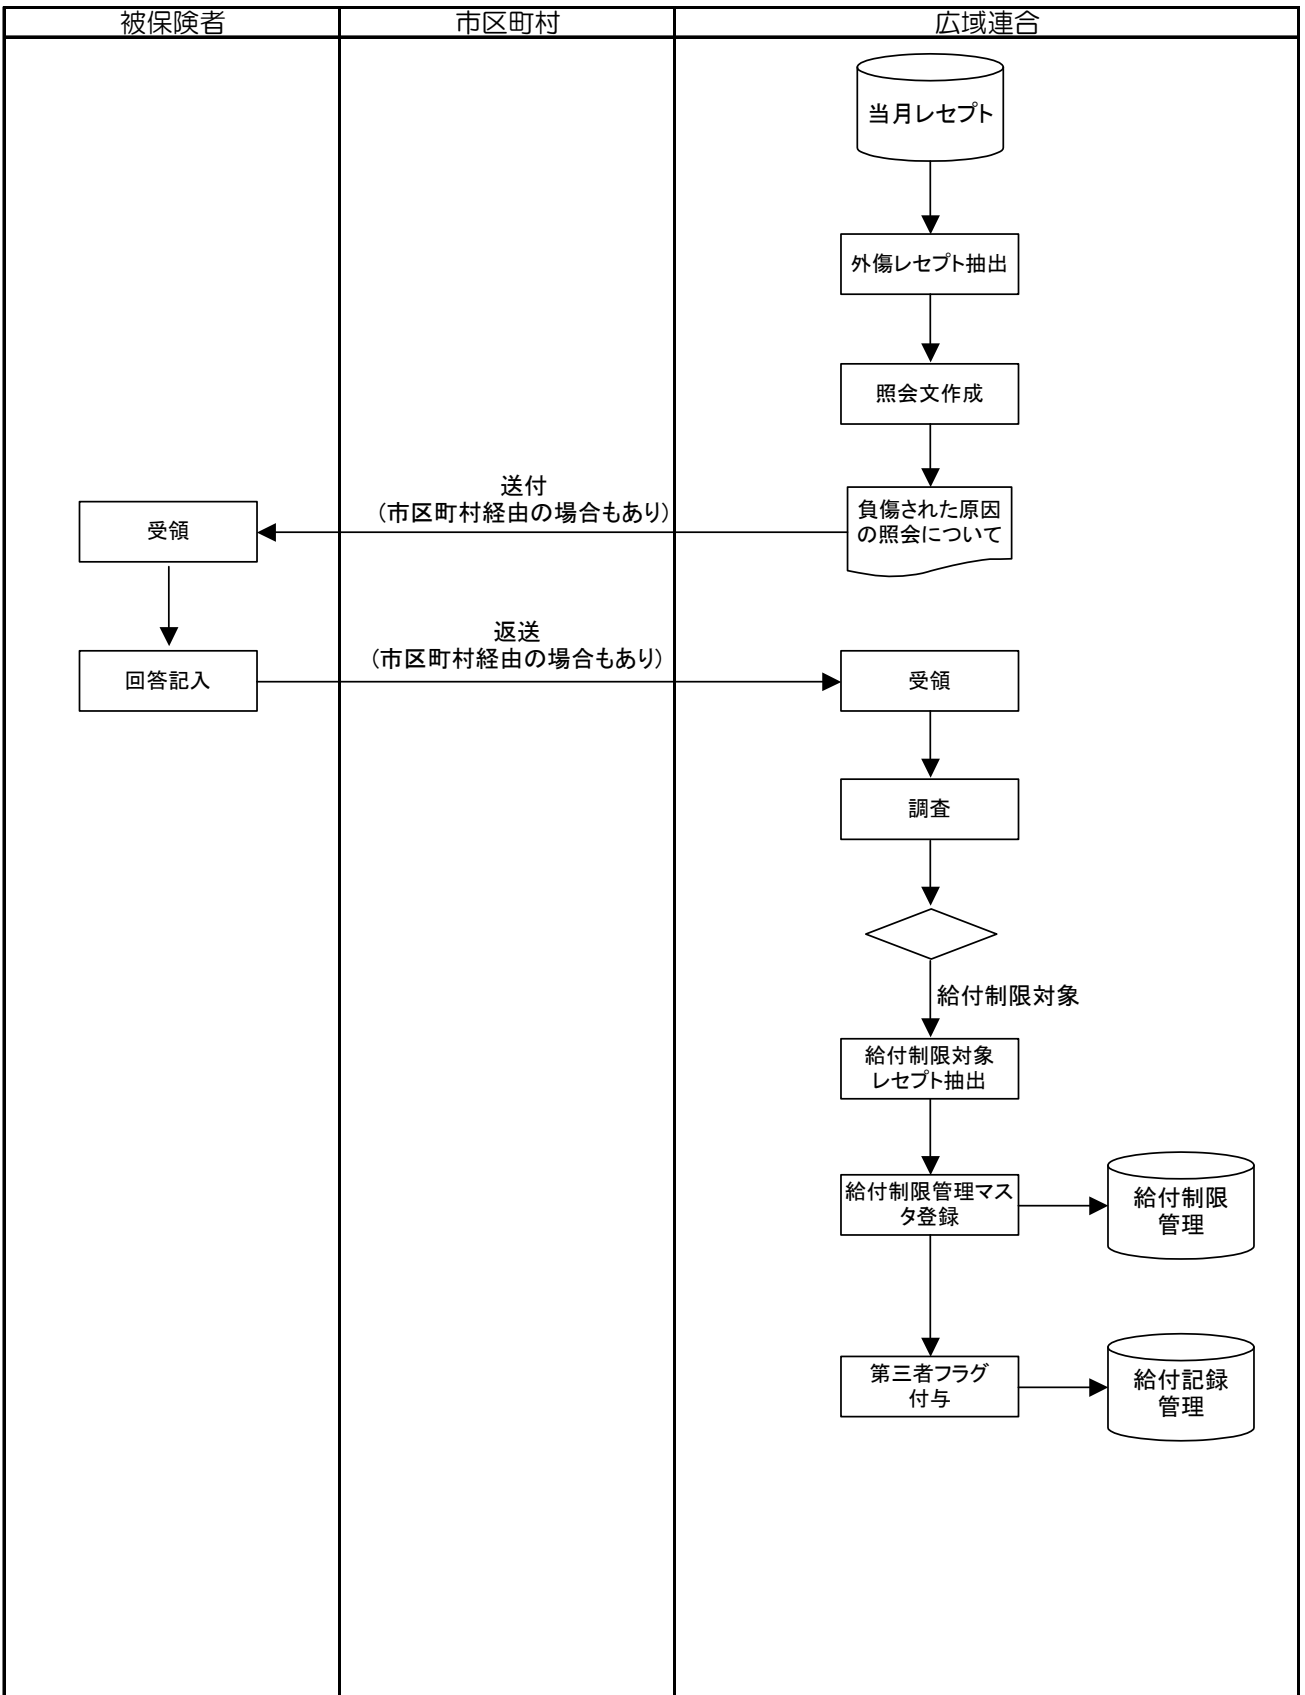 被保険者
市区町村
広域連合
当月レセプト
外傷レセプト抽出
照会文作成
送付
(市区町村経由の場合もあり)
負傷された原因
の照会について
受領
返送
(市区町村経由の場合もあり)
回答記入
受領
調査
給付制限対象
給付制限対象
レセプト抽出
給付制限管理マス
タ登録
給付制限
管理
第三者フラグ
付与
給付記録
管理